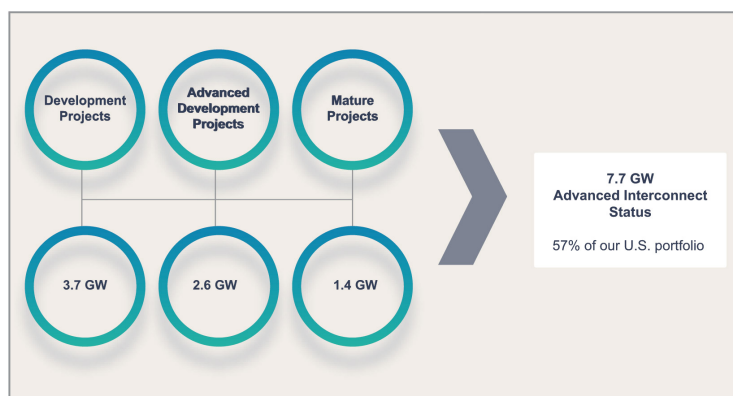 Development
Projects
Advanced
Development
Projects
Mature
Projects
3.7 GW
2.6 GW
1.4 GW
7.7 GW
Advanced Interconnect
Status
57% of our U.S. portfolio